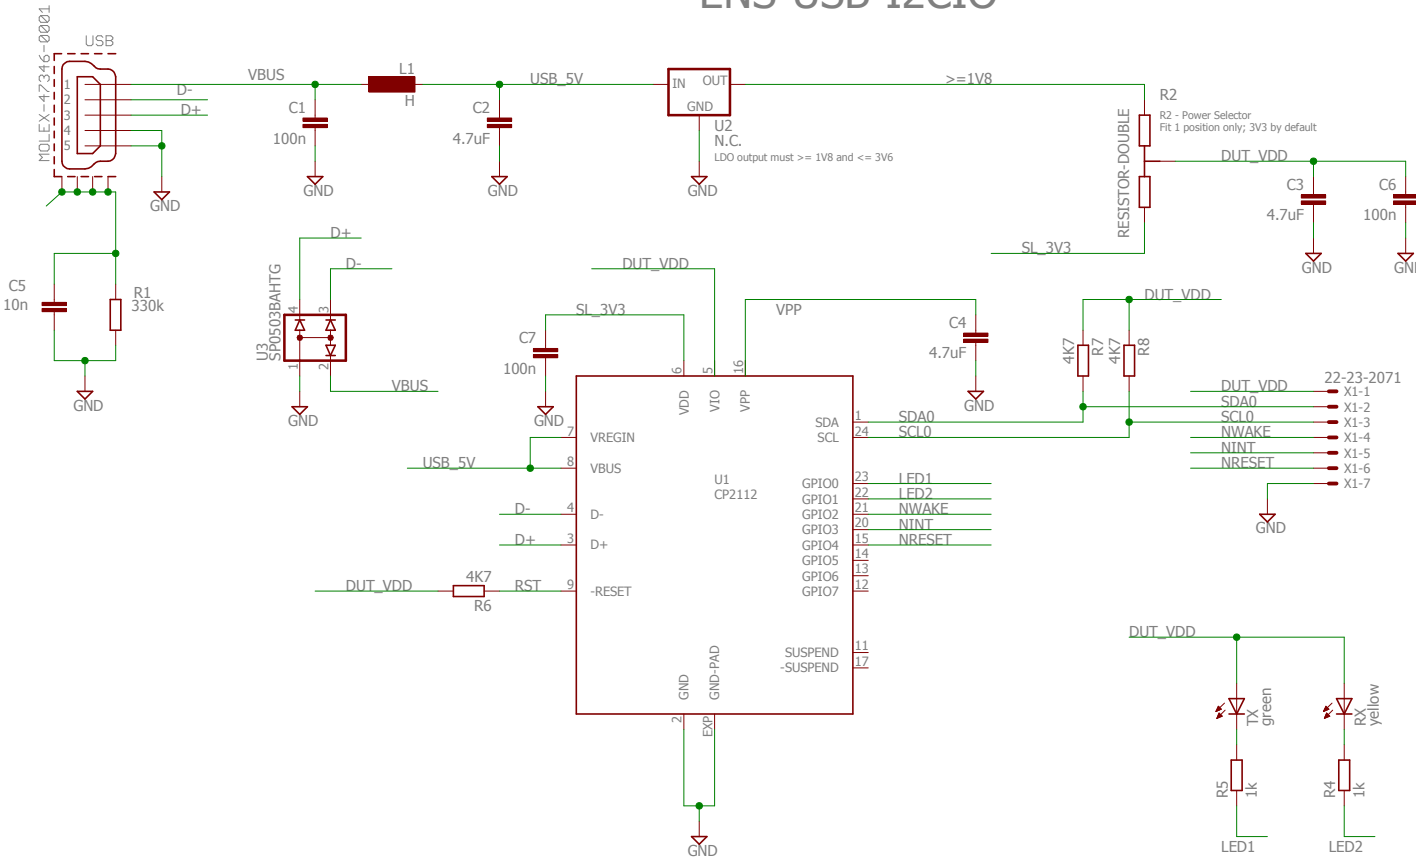 ENS USB I2CIO
MOLEX-47346-0001
USB
1
2
3
4
5
VBUS
D-
D+
GND
C1
100n
GND
L1
H
C2
4.7uF
GND
USB_5V
IN
OUT
GND
U2
N.C.
LDO output must >= 1V8 and <= 3V6
GND
>=1V8
R2
R2 - Power Selector
Fit 1 position only; 3V3 by default
RESISTOR-DOUBLE
DUT_VDD
SL_3V3
C3
4.7uF
GND
C6
100n
C5
10n
R1
330k
GND
D+
D-
U3
SP0503BAHTG
4
3
1
2
GND
VBUS
DUT_VDD
SL_3V3
C7
100n
GND
VPP
C4
4.7uF
GND
DUT_VDD
4K7
R7
4K7
R8
6
5
16
VDD
VIO
VPP
USB_5V
7
VREGIN
8
VBUS
D-
4
D-
D+
3
D+
DUT_VDD
4K7
R6
RST
9
-RESET
U1
CP2112
SDA
1
SDA0
SCL
24
SCL0
GPIO0
23
LED1
GPIO1
22
LED2
GPIO2
21
NWAKE
GPIO3
20
NINT
GPIO4
15
NRESET
GPIO5
14
GPIO6
13
GPIO7
12
SUSPEND
11
-SUSPEND
17
GND
GND-PAD
2
EXP
GND
22-23-2071
DUT_VDD
X1-1
SDA0
X1-2
SCL0
X1-3
NWAKE
X1-4
NINT
X1-5
NRESET
X1-6
X1-7
GND
DUT_VDD
TX
green
RX
yellow
R5
1k
R4
1k
LED1
LED2